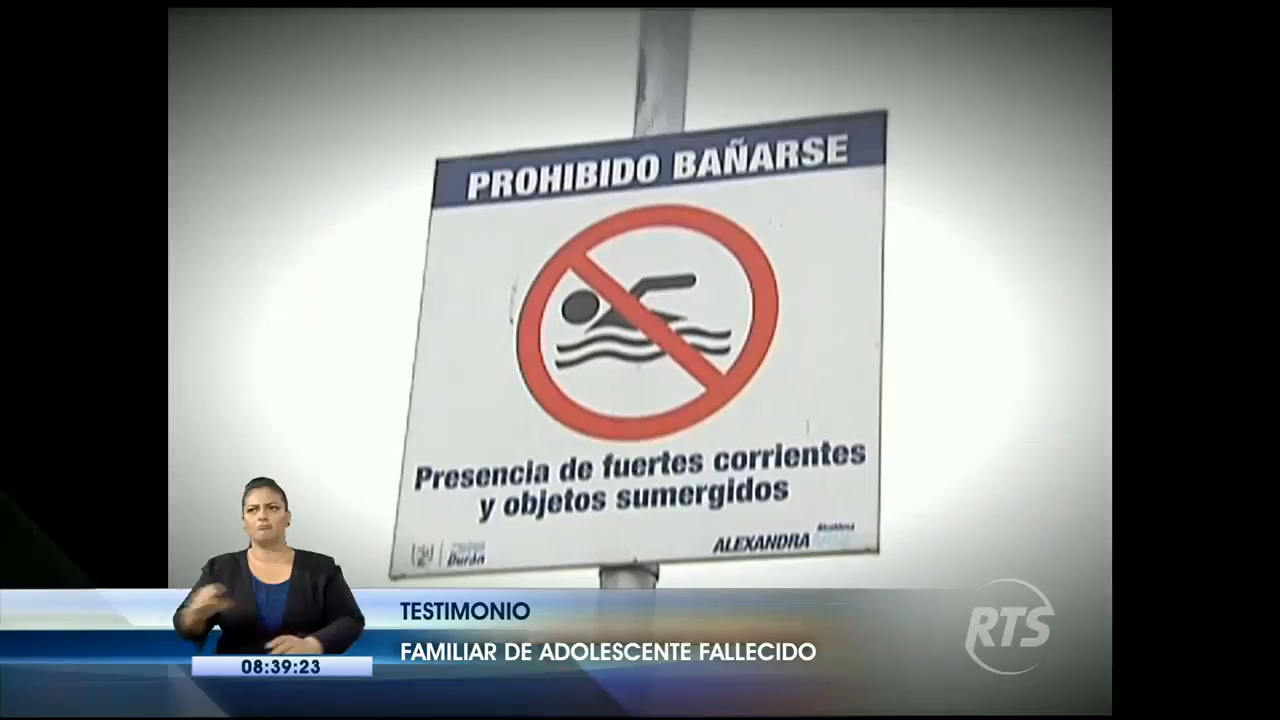 PROHIBIDO BAÑARSE
Presencia de fuertes corrientes
y objetos sumergidos
Durán
Alcaldesa
ALEXANDRA
TESTIMONIO
FAMILIAR DE ADOLESCENTE FALLECIDO
08:39:23
RTS